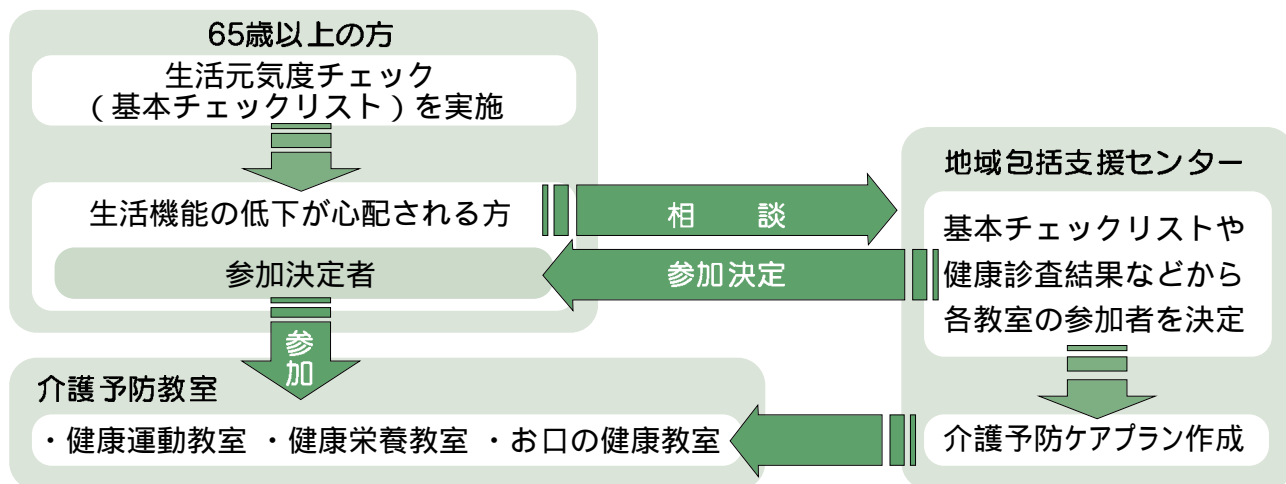 65歳以上の方
生活元気度チェック
(基本チェックリスト)を実施
生活機能の低下が心配される方
相談
地域包括支援センター
基本チェックリストや
健康診査結果などから
各教室の参加者を決定
参加決定
参加決定者
参加
介護予防ケアプラン作成
介護予防教室
・健康運動教室 ・健康栄養教室 ・お口の健康教室